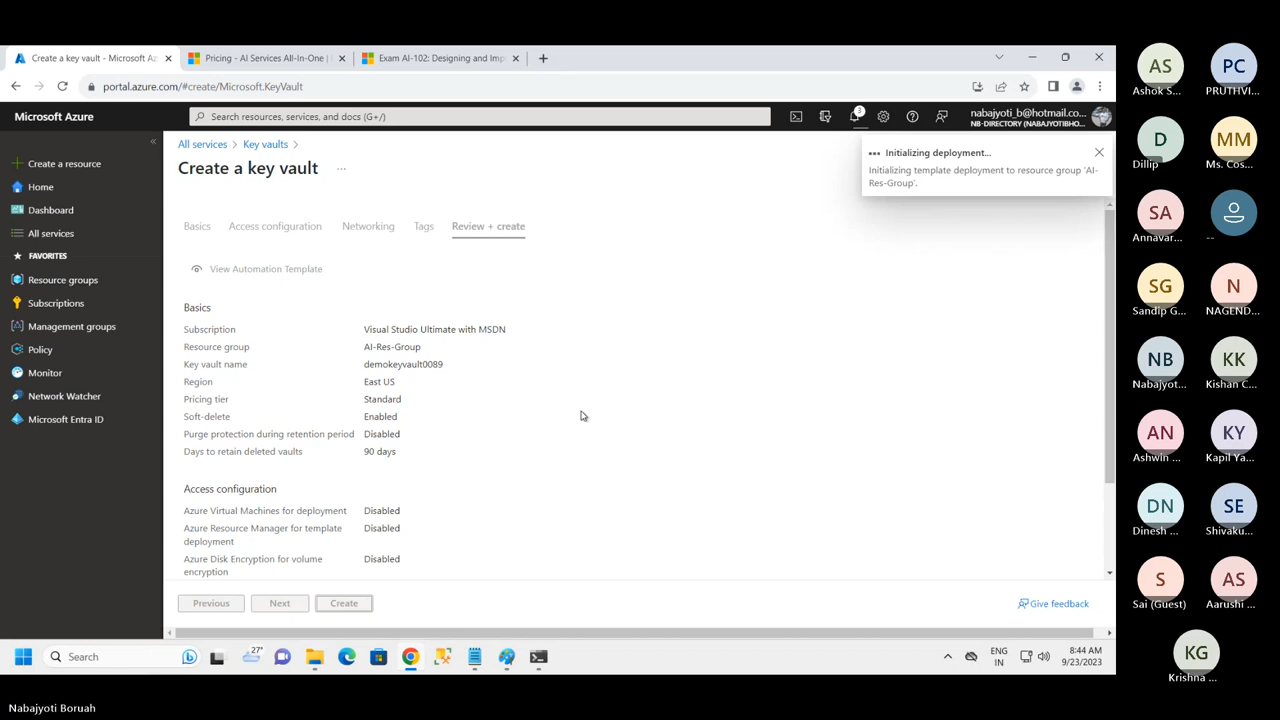 Create a key vault - Microsoft Az
Pricing - AI Services All-In-One |
Exam AI-102: Designing and Imp
portal.azure.com/#create/Microsoft.KeyVault
Microsoft Azure
Search resources, services, and docs (G+/)
3
nabajyoti_b@hotmail.co...
NB-DIRECTORY (NABAJYOTIBHO...
Create a resource
Home
Dashboard
All services
FAVORITES
Resource groups
Subscriptions
Management groups
Policy
Monitor
Network Watcher
Microsoft Entra ID
All services > Key vaults >
Create a key vault ...
Initializing deployment...
Initializing template deployment to resource group 'AI-
Res-Group'.
Basics Access configuration Networking Tags Review + create
View Automation Template
Basics
Subscription Visual Studio Ultimate with MSDN
Resource group AI-Res-Group
Key vault name demokeyvault0089
Region East US
Pricing tier Standard
Soft-delete Enabled
Purge protection during retention period Disabled
Days to retain deleted vaults 90 days
Access configuration
Azure Virtual Machines for deployment Disabled
Azure Resource Manager for template Disabled
deployment
Azure Disk Encryption for volume Disabled
encryption
Previous Next Create
Give feedback
Search
27°
ENG
IN
8:44 AM
9/23/2023
AS PC
Ashok S... PRUTHVI...
D MM
Dillip Ms. Cos...
SA
Annavar... --
SG N
Sandip G... NAGEND...
NB KK
Nabajyot... Kishan C...
AN KY
Ashwin ... Kapil Ya...
DN SE
Dinesh ... Shivaku...
S AS
Sai (Guest) Aarushi ...
KG
Krishna ...
Nabajyoti Boruah